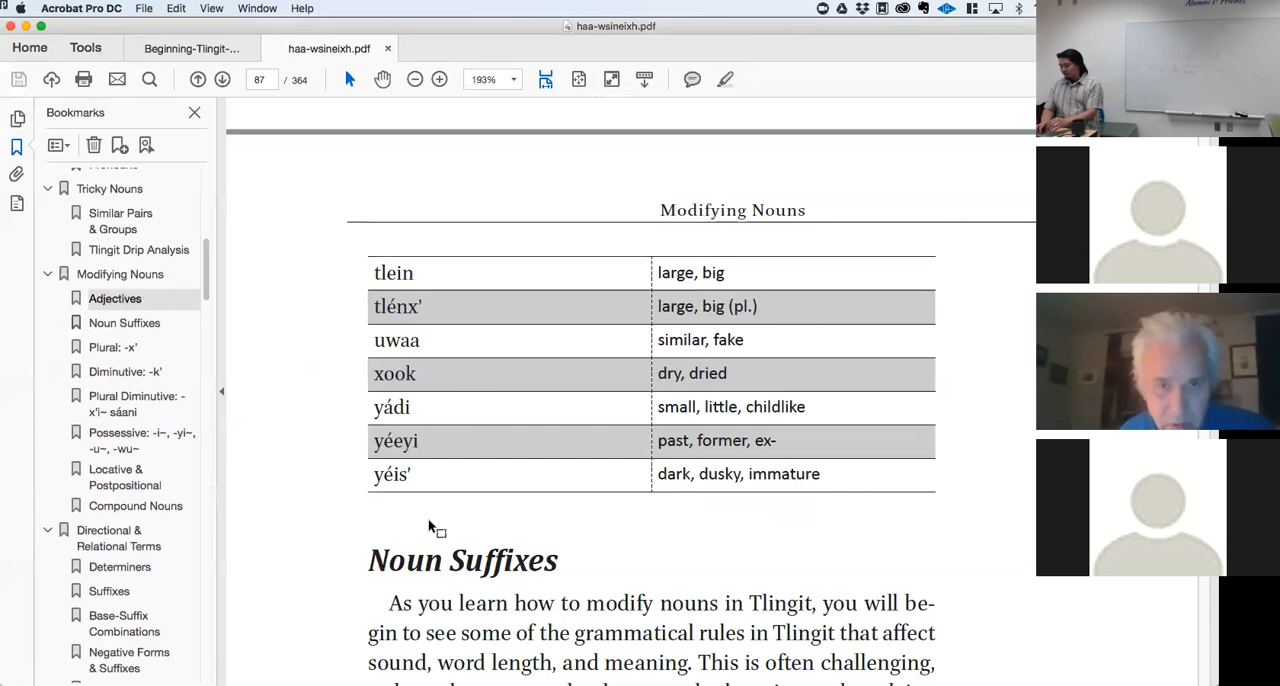 Acrobat Pro DC File Edit View Window Help
haa-wsineixh.pdf
Home Tools Beginning-Tlingit-... haa-wsineixh.pdf ×
87 / 364 193%
Bookmarks
Tricky Nouns
Similar Pairs
& Groups
Tlingit Drip Analysis
Modifying Nouns
Adjectives
Noun Suffixes
Plural: -x'
Diminutive: -k'
Plural Diminutive: -
x'i~ sáani
Possessive: -i~, -yi~,
-u~, -wu~
Locative &
Postpositional
Compound Nouns
Directional &
Relational Terms
Determiners
Suffixes
Base-Suffix
Combinations
Negative Forms
& Suffixes
Modifying Nouns
tlein large, big
tlénx’ large, big (pl.)
uwaa similar, fake
xook dry, dried
yádi small, little, childlike
yéeyi past, former, ex-
yéis’ dark, dusky, immature
Noun Suffixes
As you learn how to modify nouns in Tlingit, you will be-
gin to see some of the grammatical rules in Tlingit that affect
sound, word length, and meaning. This is often challenging,
Alumni & Friends